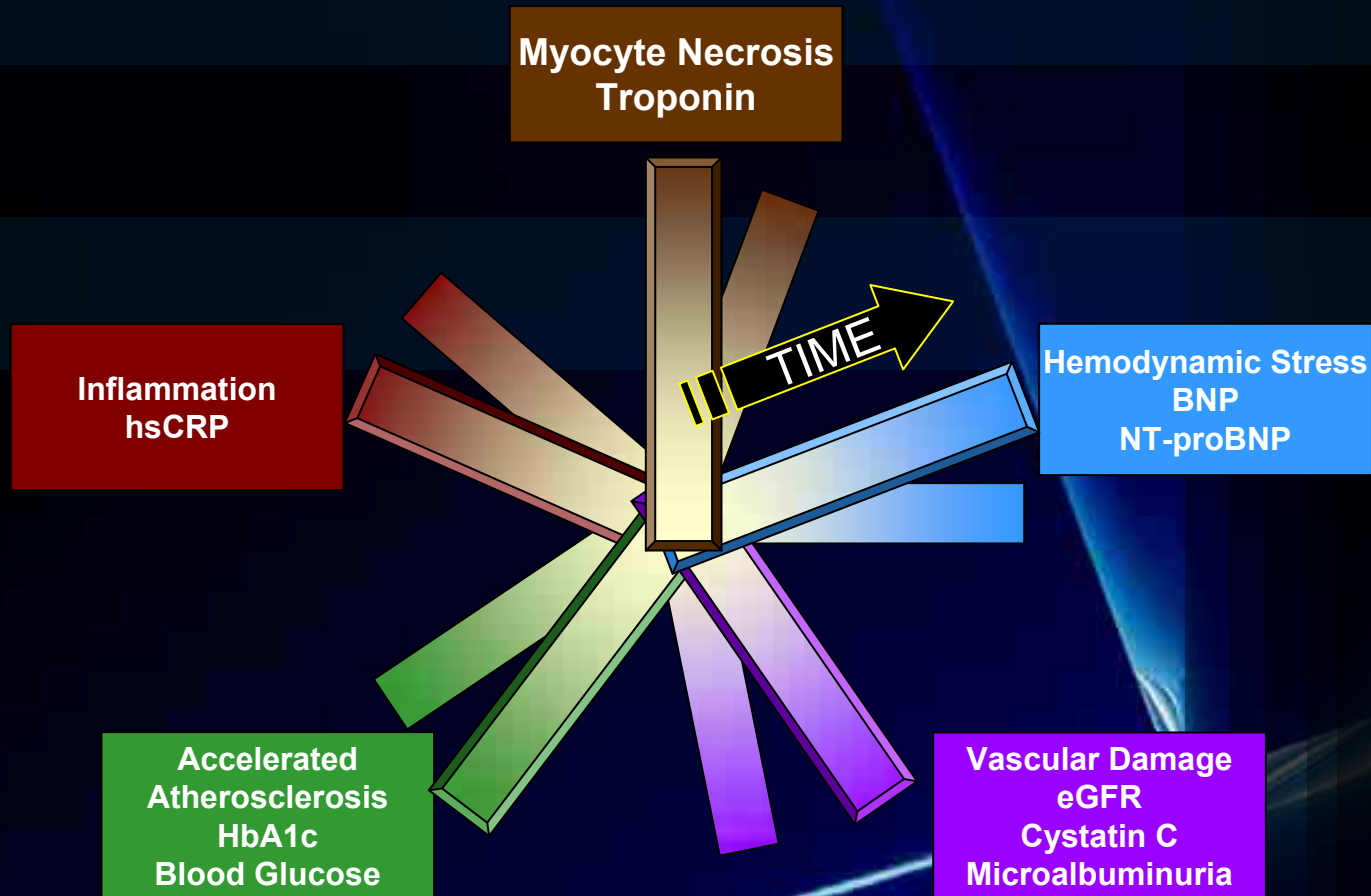 Myocyte Necrosis
Troponin
TIME
Inflammation
hsCRP
Hemodynamic Stress
BNP
NT-proBNP
Accelerated
Atherosclerosis
HbA1c
Blood Glucose
Vascular Damage
eGFR
Cystatin C
Microalbuminuria